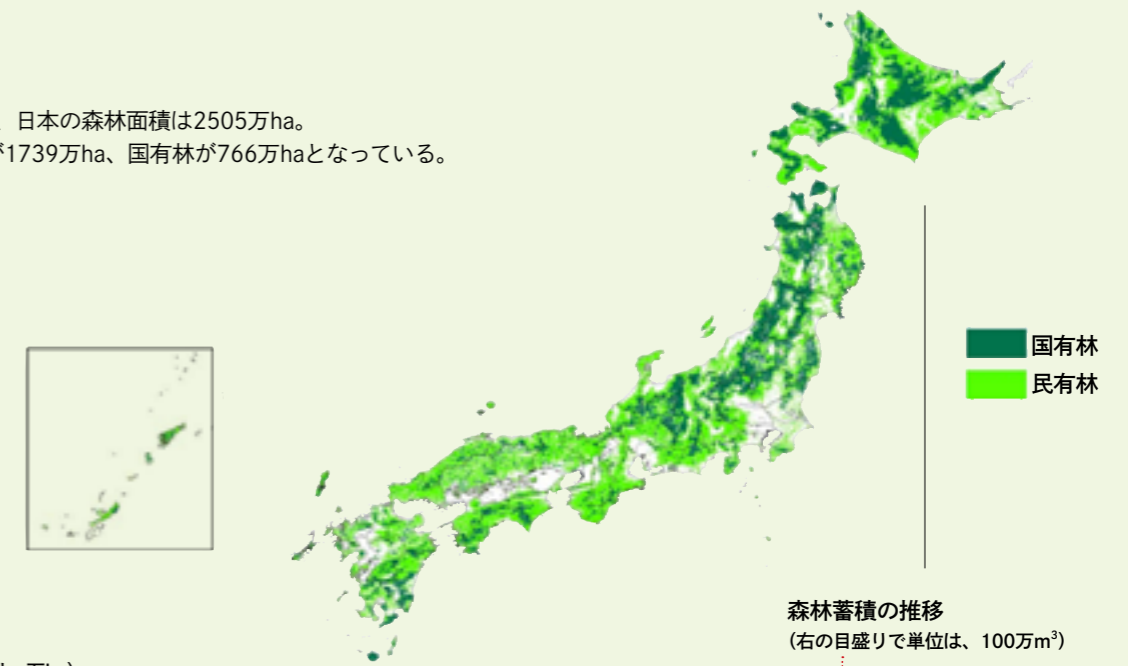 日本の森林面積は2505万ha。
が1739万ha、国有林が766万haとなっている。
国有林
民有林
森林蓄積の推移
(右の目盛りで単位は、100万m³)